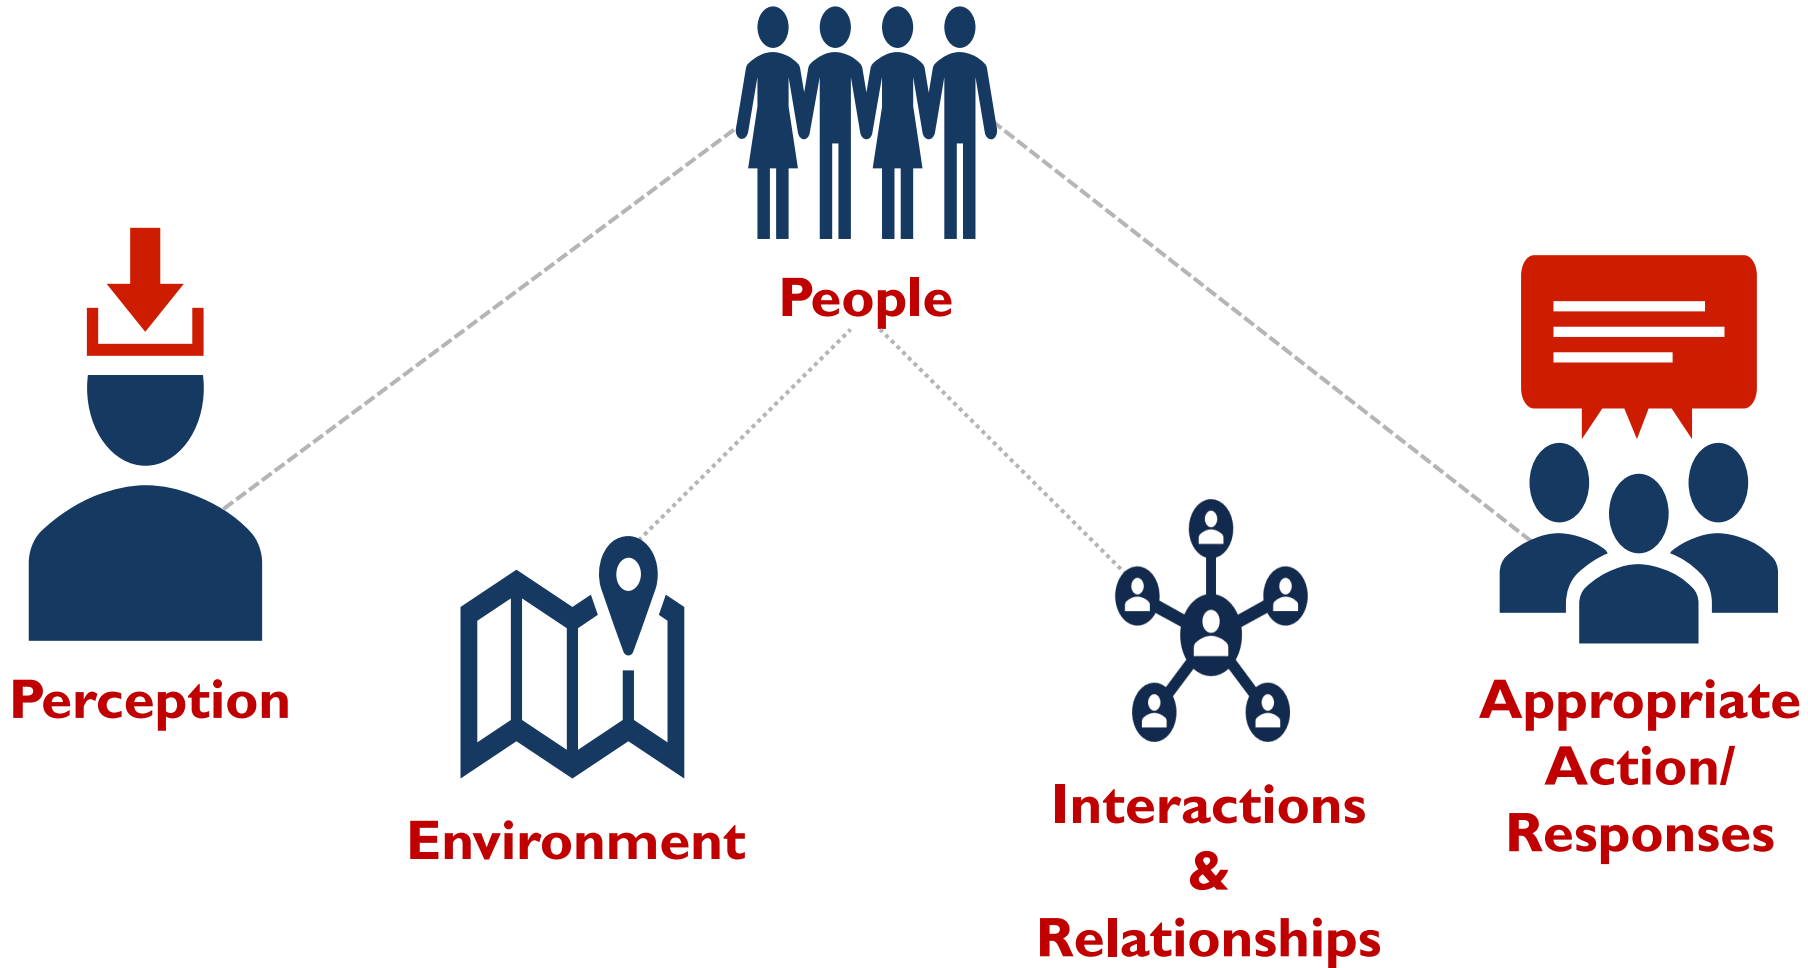 People
Perception
Environment
Interactions
&
Relationships
Appropriate
Action/
Responses